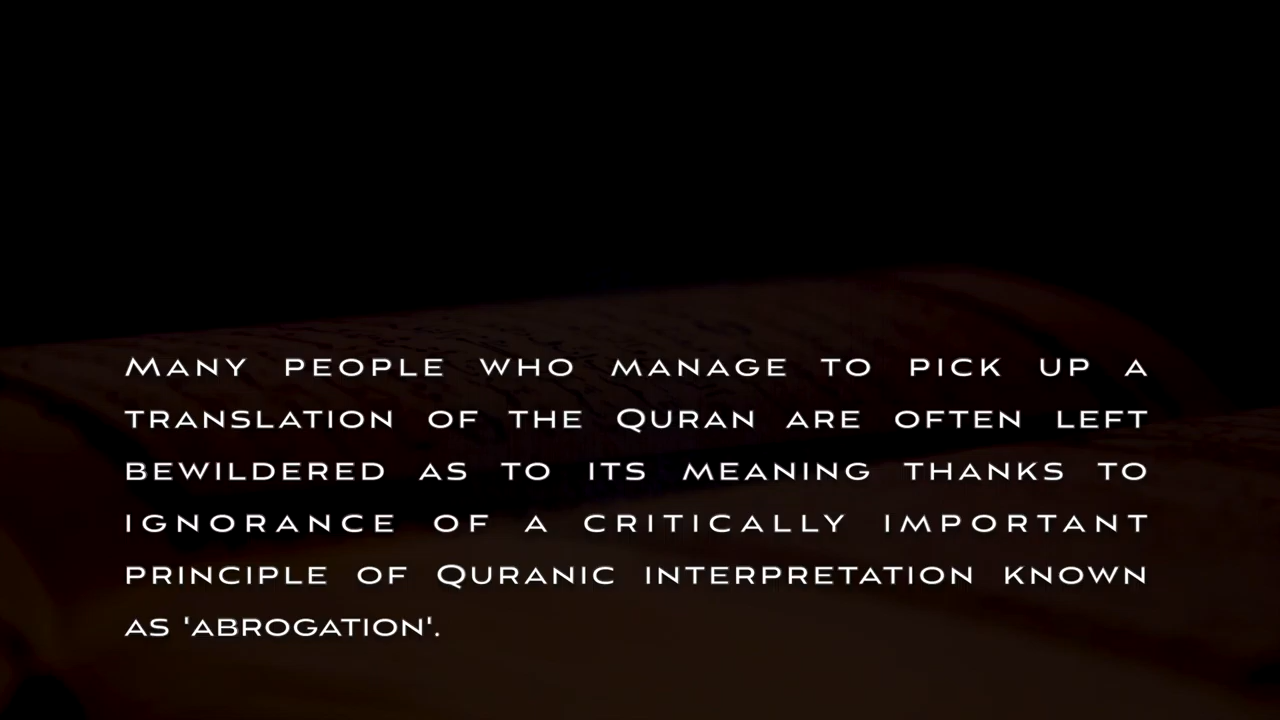 Many people who manage to pick up a
translation of the Quran are often left
bewildered as to its meaning thanks to
ignorance of a critically important
principle of Quranic interpretation known
as 'abrogation'.